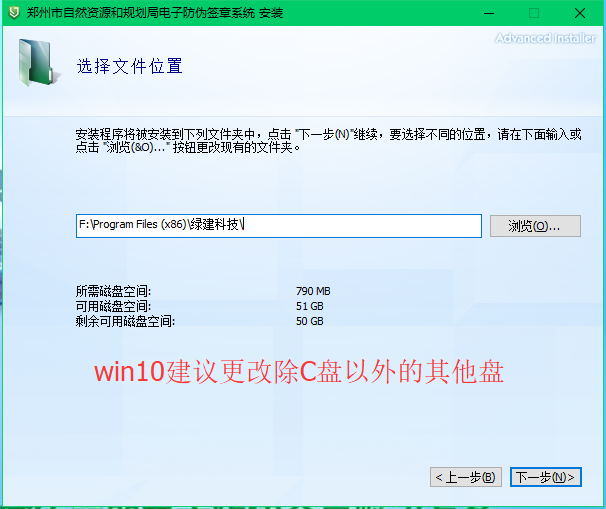 郑州市自然资源和规划局电子防伪签章系统 安装
Advanced Installer
选择文件位置
安装程序将被安装到下列文件夹中，点击 "下一步(N)"继续，要选择不同的位置，请在下面输入或
点击 "浏览(&O)..." 按钮更改现有的文件夹。
F:\Program Files (x86)\绿建科技\
浏览(O)...
所需磁盘空间: 790 MB
可用磁盘空间: 51 GB
剩余可用磁盘空间: 50 GB
win10建议更改除C盘以外的其他盘
< 上一步(B)
下一步(N)>